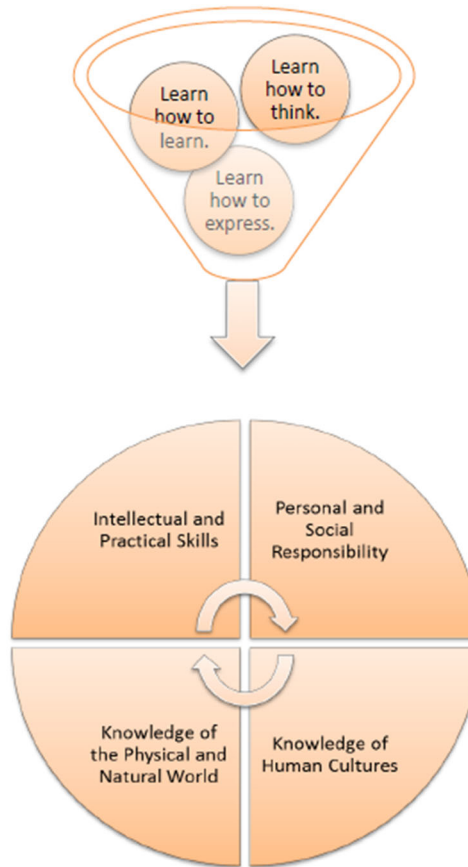 Learn
how to
learn.
Learn
how to
think.
Learn
how to
express.
Intellectual and
Practical Skills
Personal and
Social
Responsibility
Knowledge of
the Physical and
Natural World
Knowledge of
Human Cultures